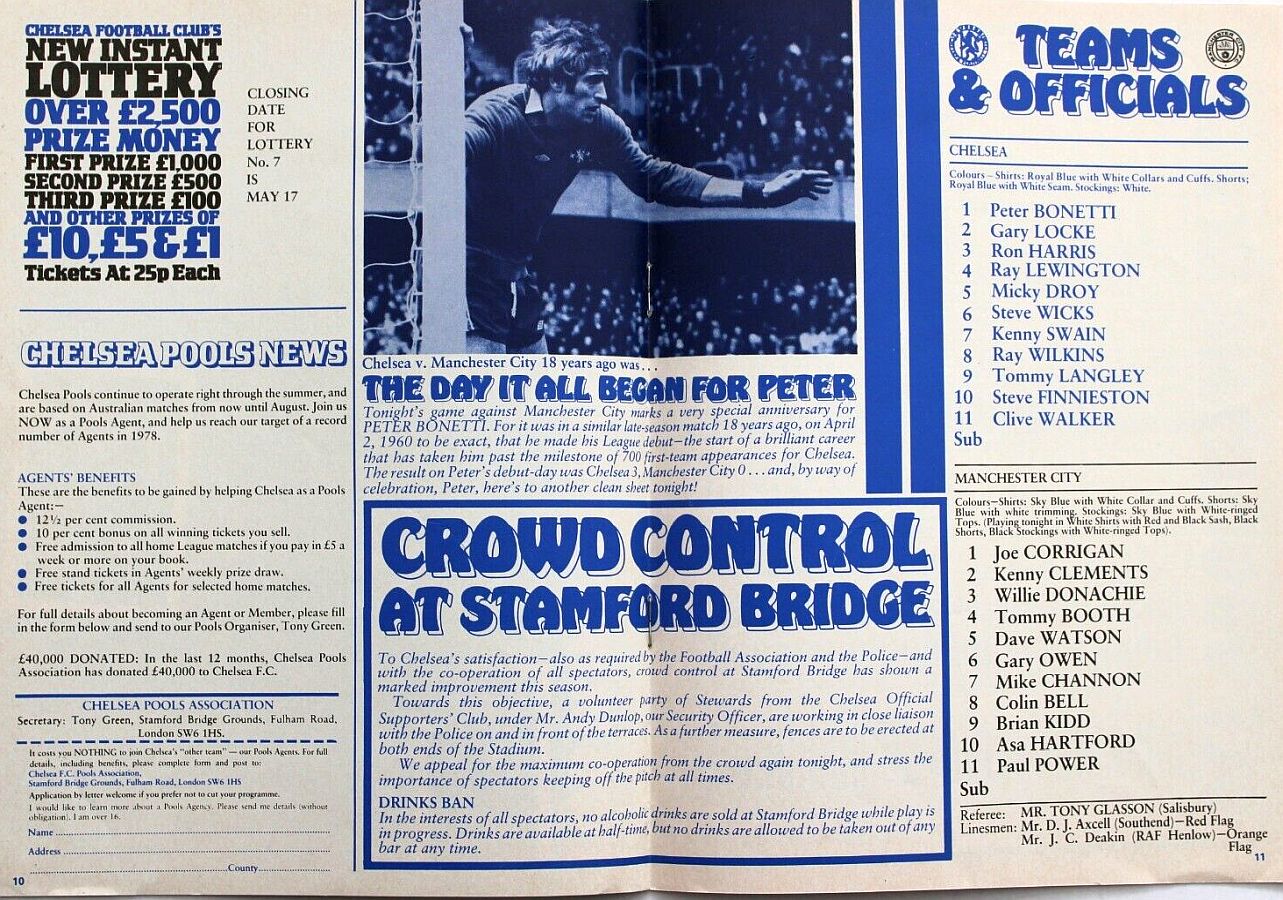 CHELSEA FOOTBALL CLUB'S
NEW INSTANT
LOTTERY
OVER £2,500
PRIZE MONEY
FIRST PRIZE £1,000
SECOND PRIZE £500
THIRD PRIZE £100
AND OTHER PRIZES OF
£10,£5 & £1
Tickets At 25p Each
CLOSING
DATE
FOR
LOTTERY
No. 7
IS
MAY 17
CHELSEA POOLS NEWS
Chelsea Pools continue to operate right through the summer, and
are based on Australian matches from now until August. Join us
NOW as a Pools Agent, and help us reach our target of a record
number of Agents in 1978.
AGENTS' BENEFITS
These are the benefits to be gained by helping Chelsea as a Pools
Agent:—
● 12½ per cent commission.
● 10 per cent bonus on all winning tickets you sell.
● Free admission to all home League matches if you pay in £5 a
week or more on your book.
● Free stand tickets in Agents' weekly prize draw.
● Free tickets for all Agents for selected home matches.
For full details about becoming an Agent or Member, please fill
in the form below and send to our Pools Organiser, Tony Green.
£40,000 DONATED: In the last 12 months, Chelsea Pools
Association has donated £40,000 to Chelsea F.C.
CHELSEA POOLS ASSOCIATION
Secretary: Tony Green, Stamford Bridge Grounds, Fulham Road,
London SW6 1HS.
It costs you NOTHING to join Chelsea's "other team" — our Pools Agents. For full
details, including benefits, please complete form and post to:
Chelsea F.C. Pools Association,
Stamford Bridge Grounds, Fulham Road, London SW6 1HS
Application by letter welcome if you prefer not to cut your programme.
I would like to learn more about a Pools Agency. Please send me details (without
obligation). I am over 16.
Name
Address
County
10
Chelsea v. Manchester City 18 years ago was...
THE DAY IT ALL BEGAN FOR PETER
Tonight's game against Manchester City marks a very special anniversary for
PETER BONETTI. For it was in a similar late-season match 18 years ago, on April
2, 1960 to be exact, that he made his League debut—the start of a brilliant career
that has taken him past the milestone of 700 first-team appearances for Chelsea.
The result on Peter's debut-day was Chelsea 3, Manchester City 0 . . . and, by way of
celebration, Peter, here's to another clean sheet tonight!
CROWD CONTROL
AT STAMFORD BRIDGE
To Chelsea's satisfaction—also as required by the Football Association and the Police—and
with the co-operation of all spectators, crowd control at Stamford Bridge has shown a
marked improvement this season.
Towards this objective, a volunteer party of Stewards from the Chelsea Official
Supporters' Club, under Mr. Andy Dunlop, our Security Officer, are working in close liaison
with the Police on and in front of the terraces. As a further measure, fences are to be erected at
both ends of the Stadium.
We appeal for the maximum co-operation from the crowd again tonight, and stress the
importance of spectators keeping off the pitch at all times.
DRINKS BAN
In the interests of all spectators, no alcoholic drinks are sold at Stamford Bridge while play is
in progress. Drinks are available at half-time, but no drinks are allowed to be taken out of any
bar at any time.
TEAMS
& OFFICIALS
CHELSEA
Colours – Shirts: Royal Blue with White Collars and Cuffs. Shorts;
Royal Blue with White Seam. Stockings: White.
1 Peter BONETTI
2 Gary LOCKE
3 Ron HARRIS
4 Ray LEWINGTON
5 Micky DROY
6 Steve WICKS
7 Kenny SWAIN
8 Ray WILKINS
9 Tommy LANGLEY
10 Steve FINNIESTON
11 Clive WALKER
Sub
MANCHESTER CITY
Colours—Shirts: Sky Blue with White Collar and Cuffs. Shorts: Sky
Blue with white trimming. Stockings: Sky Blue with White-ringed
Tops. (Playing tonight in White Shirts with Red and Black Sash, Black
Shorts, Black Stockings with White-ringed Tops).
1 Joe CORRIGAN
2 Kenny CLEMENTS
3 Willie DONACHIE
4 Tommy BOOTH
5 Dave WATSON
6 Gary OWEN
7 Mike CHANNON
8 Colin BELL
9 Brian KIDD
10 Asa HARTFORD
11 Paul POWER
Sub
Referee: MR. TONY GLASSON (Salisbury)
Linesmen: Mr. D. J. Axcell (Southend)—Red Flag
Mr. J. C. Deakin (RAF Henlow)—Orange
Flag
11